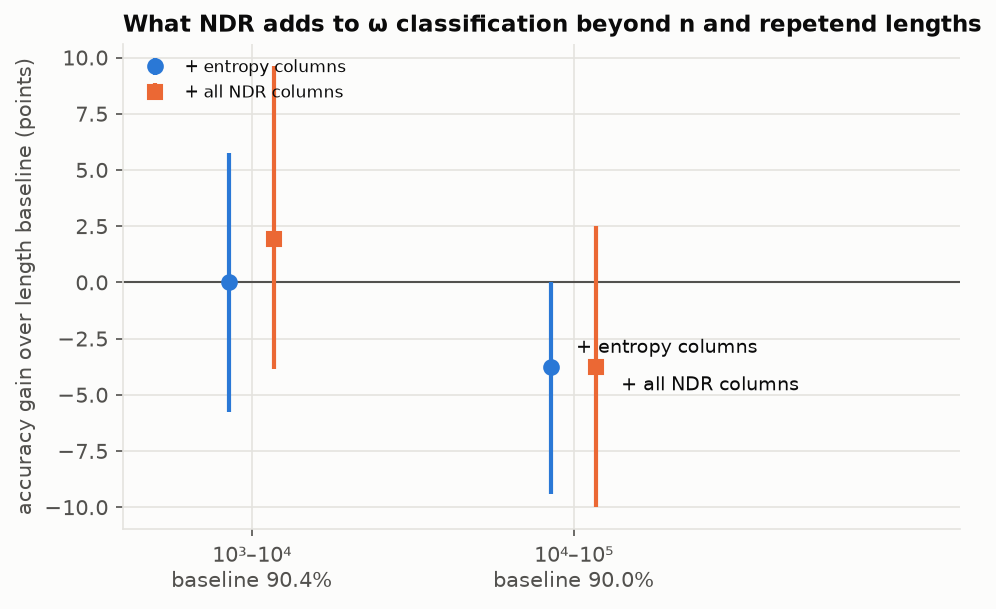 What NDR adds to ω classification beyond n and repetend lengths
accuracy gain over length baseline (points)
10.0
7.5
5.0
2.5
0.0
−2.5
−5.0
−7.5
−10.0
+ entropy columns
+ all NDR columns
+ entropy columns
+ all NDR columns
10³–10⁴
baseline 90.4%
10⁴–10⁵
baseline 90.0%